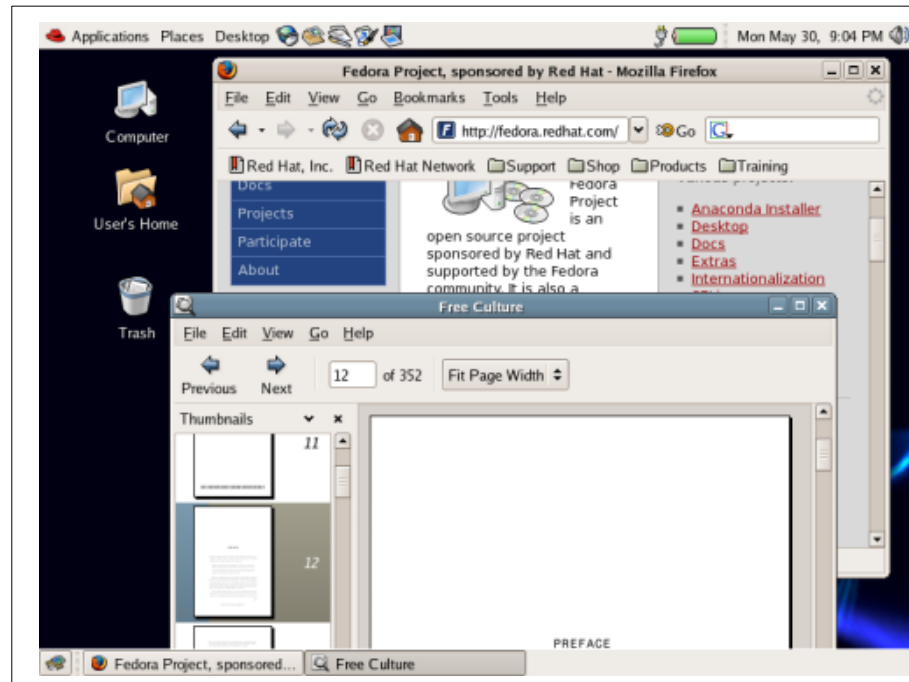 Applications Places Desktop Mon May 30, 9:04 PM
Computer
User's Home
Trash
Fedora Project, sponsored by Red Hat - Mozilla Firefox
File Edit View Go Bookmarks Tools Help
http://fedora.redhat.com/ Go
Red Hat, Inc. Red Hat Network Support Shop Products Training
Docs
Projects
Participate
About
Fedora
Project
is an
open source project
sponsored by Red Hat and
supported by the Fedora
community. It is also a
Anaconda Installer
Desktop
Docs
Extras
Internationalization
Free Culture
File Edit View Go Help
Previous Next 12 of 352 Fit Page Width
Thumbnails
11
12
PREFACE
Fedora Project, sponsored... Free Culture